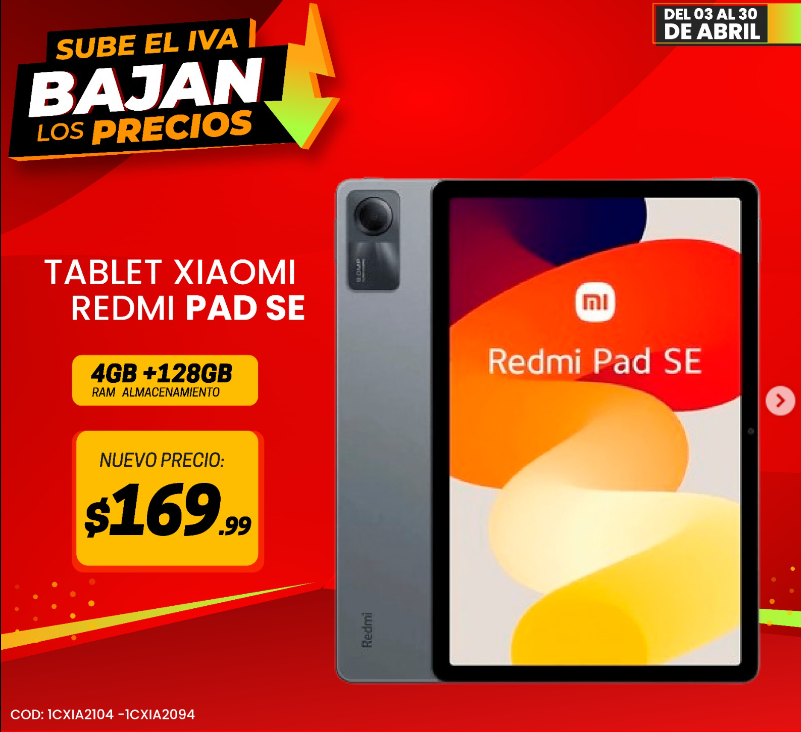 SUBE EL IVA
BAJAN
LOS PRECIOS
DEL 03 AL 30
DE ABRIL
TABLET XIAOMI
REDMI PAD SE
4GB +128GB
RAM ALMACENAMIENTO
NUEVO PRECIO:
$169.99
mi
Redmi Pad SE
Redmi
COD: 1CXIA2104 -1CXIA2094